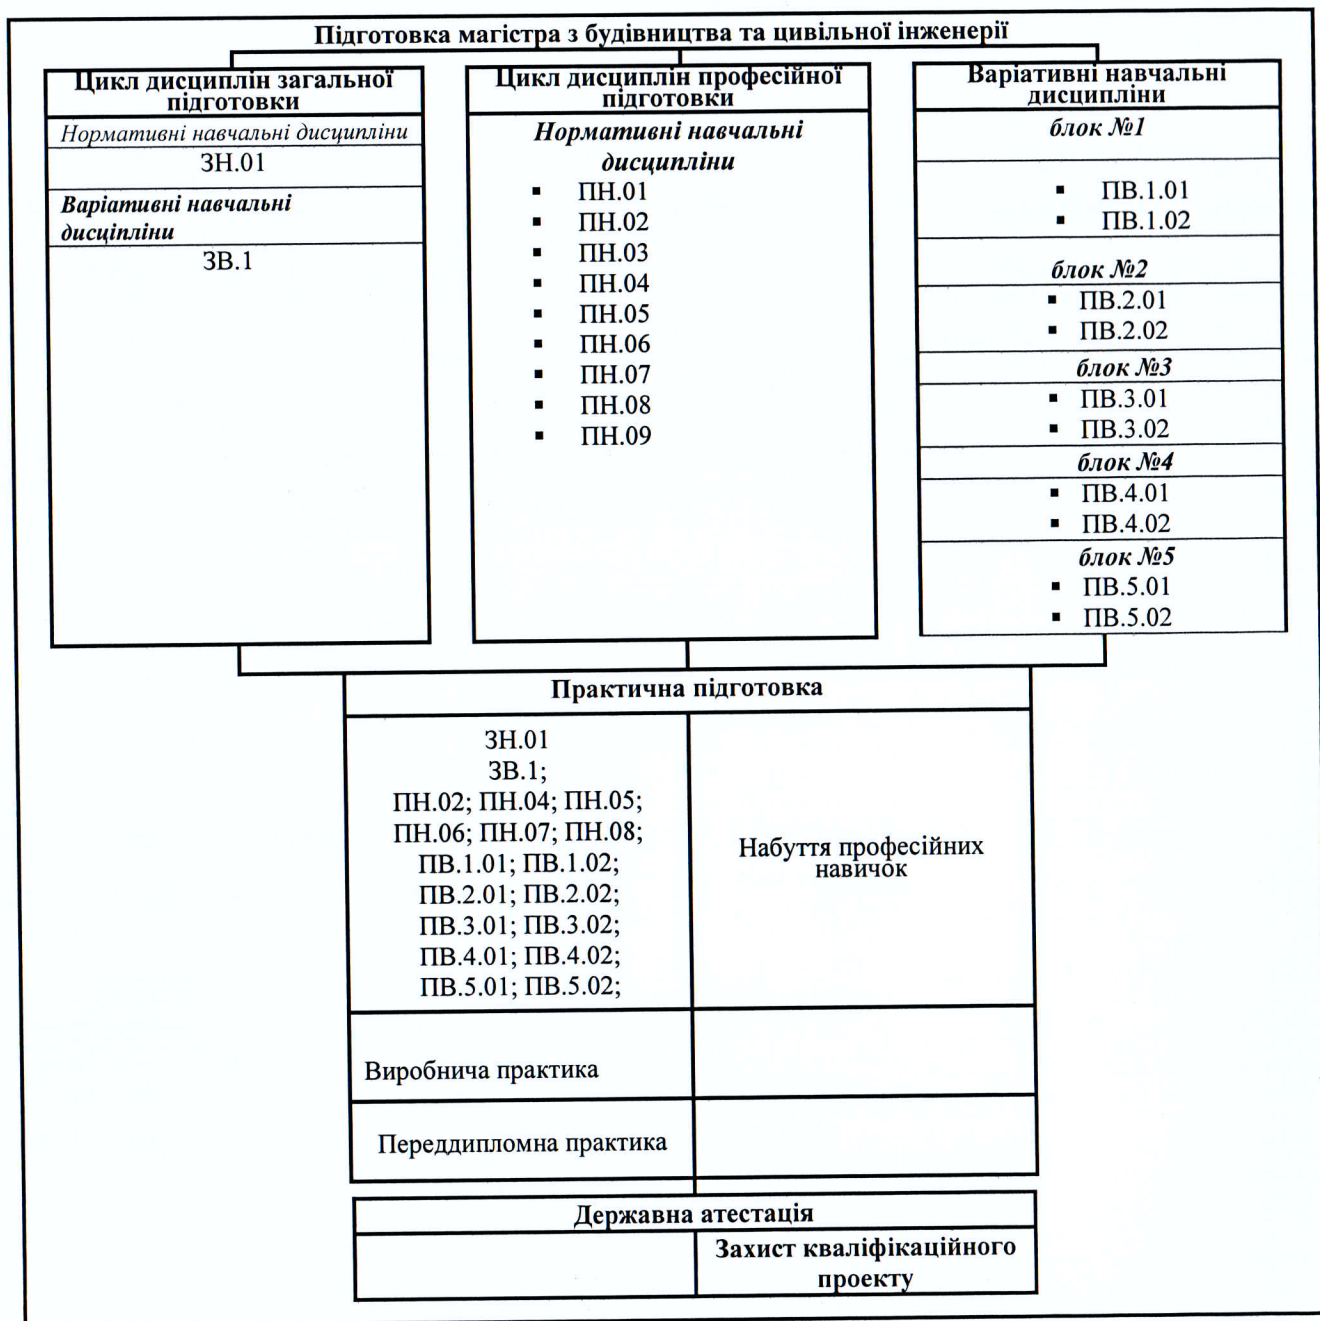 Підготовка магістра з будівництва та цивільної інженерії
Цикл дисциплін загальної
підготовки
Нормативні навчальні дисципліни
ЗН.01
Варіативні навчальні
дисціпліни
ЗВ.1
Цикл дисциплін професійної
підготовки
Нормативні навчальні
дисципліни
▪ ПН.01
▪ ПН.02
▪ ПН.03
▪ ПН.04
▪ ПН.05
▪ ПН.06
▪ ПН.07
▪ ПН.08
▪ ПН.09
Варіативні навчальні
дисципліни
блок №1
▪ ПВ.1.01
▪ ПВ.1.02
блок №2
▪ ПВ.2.01
▪ ПВ.2.02
блок №3
▪ ПВ.3.01
▪ ПВ.3.02
блок №4
▪ ПВ.4.01
▪ ПВ.4.02
блок №5
▪ ПВ.5.01
▪ ПВ.5.02
Практична підготовка
ЗН.01
ЗВ.1;
ПН.02; ПН.04; ПН.05;
ПН.06; ПН.07; ПН.08;
ПВ.1.01; ПВ.1.02;
ПВ.2.01; ПВ.2.02;
ПВ.3.01; ПВ.3.02;
ПВ.4.01; ПВ.4.02;
ПВ.5.01; ПВ.5.02;
Набуття професійних
навичок
Виробнича практика
Переддипломна практика
Державна атестація
Захист кваліфікаційного
проекту